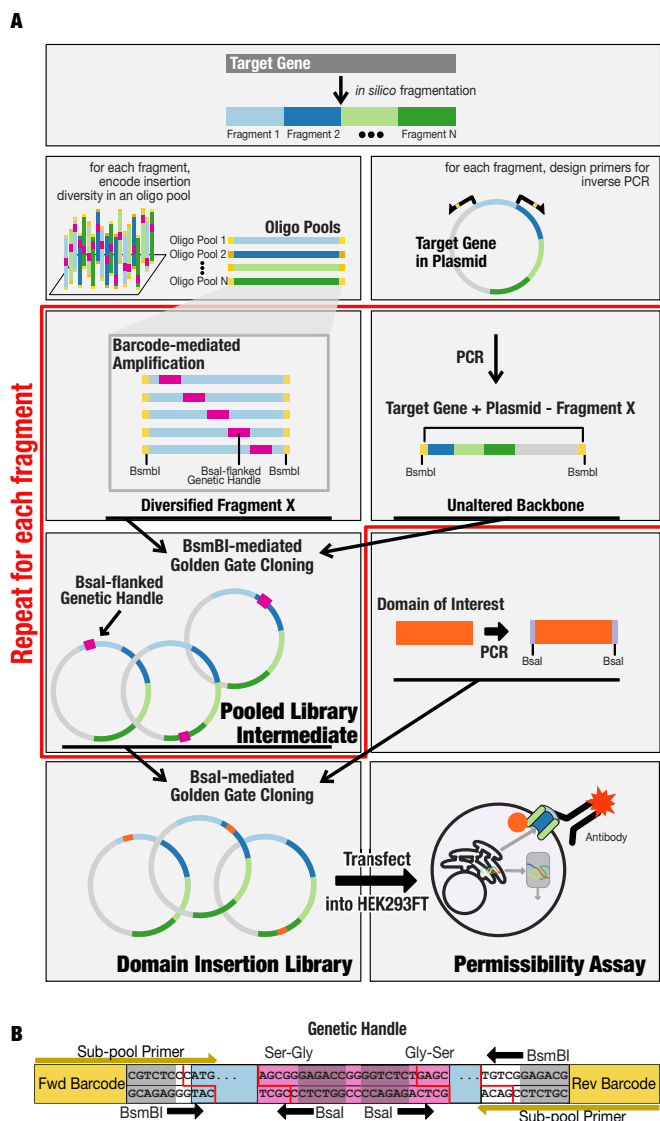 A
Target Gene
in silico fragmentation
Fragment 1
Fragment 2
Fragment N
for each fragment,
encode insertion
diversity in an oligo pool
Oligo Pools
Oligo Pool 1
Oligo Pool 2
Oligo Pool N
for each fragment, design primers for
inverse PCR
Target Gene
in Plasmid
Repeat for each fragment
Barcode-mediated
Amplification
BsmbI
BsaI-flanked
Genetic Handle
BsmbI
Diversified Fragment X
PCR
Target Gene + Plasmid - Fragment X
BsmbI
BsmbI
Unaltered Backbone
BsmBI-mediated
Golden Gate Cloning
BsaI-flanked
Genetic Handle
Pooled Library
Intermediate
Domain of Interest
PCR
BsaI
BsaI
BsaI-mediated
Golden Gate Cloning
Domain Insertion Library
Transfect
into HEK293FT
Antibody
Permissibility Assay
B
Genetic Handle
Sub-pool Primer
Ser-Gly
Gly-Ser
BsmBI
Fwd Barcode
CGTCTCCCATG...
AGCGGGAGACCGGGGTCTCTGAGC
...TGTCGGAGACG
Rev Barcode
GCAGAGGGTAC
TCGCCCTCTGGCCCCAGAGACTCG
ACAGCCTCTGC
BsmBI
BsaI
BsaI
Sub-pool Primer